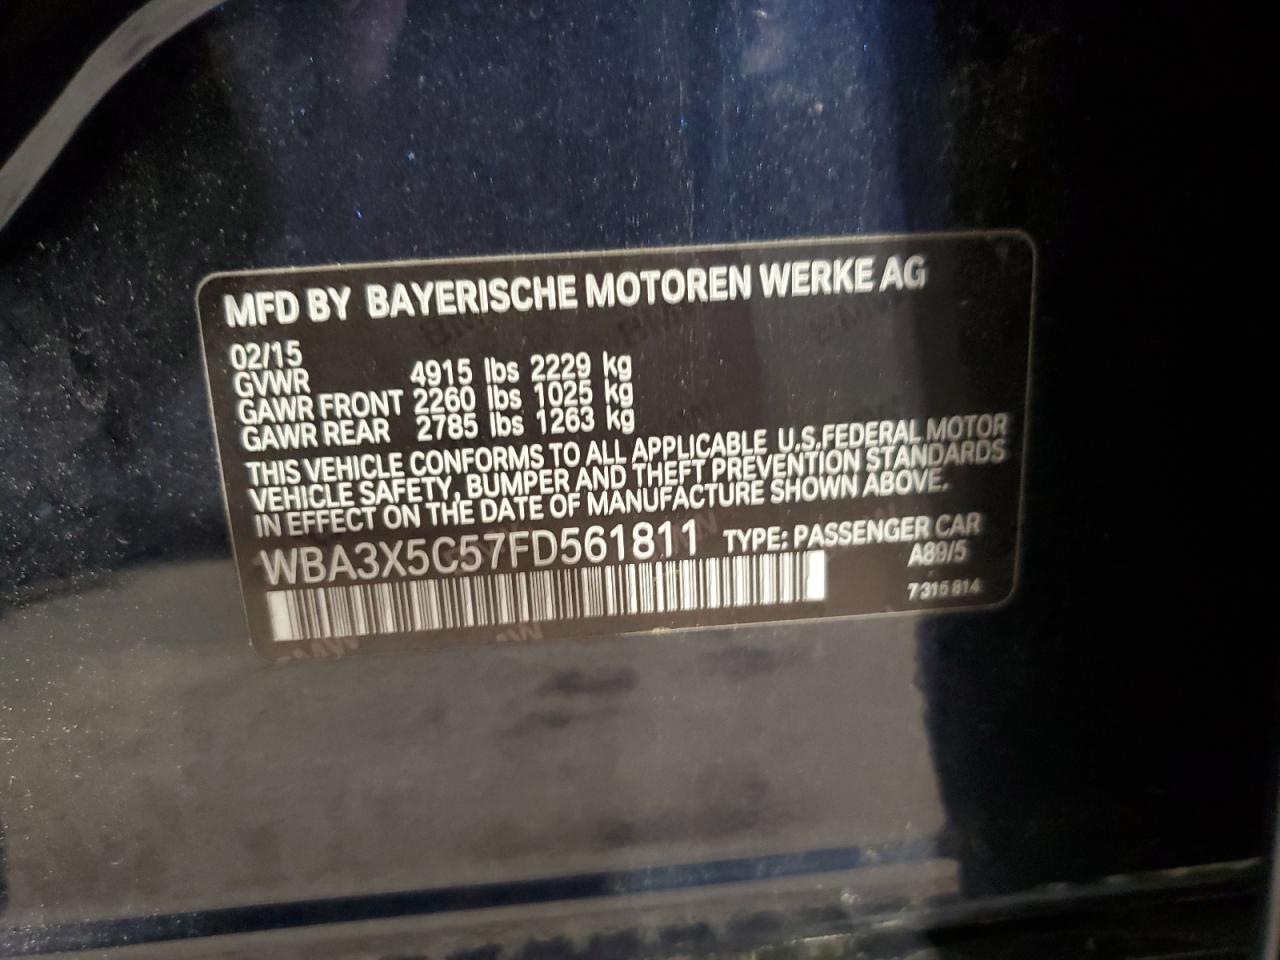 MFD BY BAYERISCHE MOTOREN WERKE AG
02/15
GVWR 4915 lbs 2229 kg
GAWR FRONT 2260 lbs 1025 kg
GAWR REAR 2785 lbs 1263 kg
THIS VEHICLE CONFORMS TO ALL APPLICABLE U.S.FEDERAL MOTOR
VEHICLE SAFETY, BUMPER AND THEFT PREVENTION STANDARDS
IN EFFECT ON THE DATE OF MANUFACTURE SHOWN ABOVE.
WBA3X5C57FD561811 TYPE: PASSENGER CAR
A89/5
7 315 814